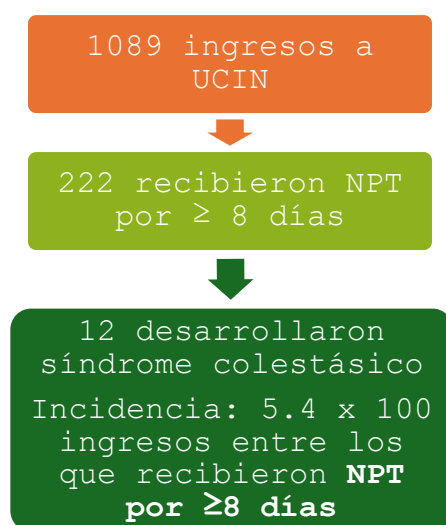 1089 ingresos a
UCIN
222 recibieron NPT
por ≥ 8 días
12 desarrollaron
síndrome colestásico
Incidencia: 5.4 x 100
ingresos entre los
que recibieron NPT
por ≥8 días